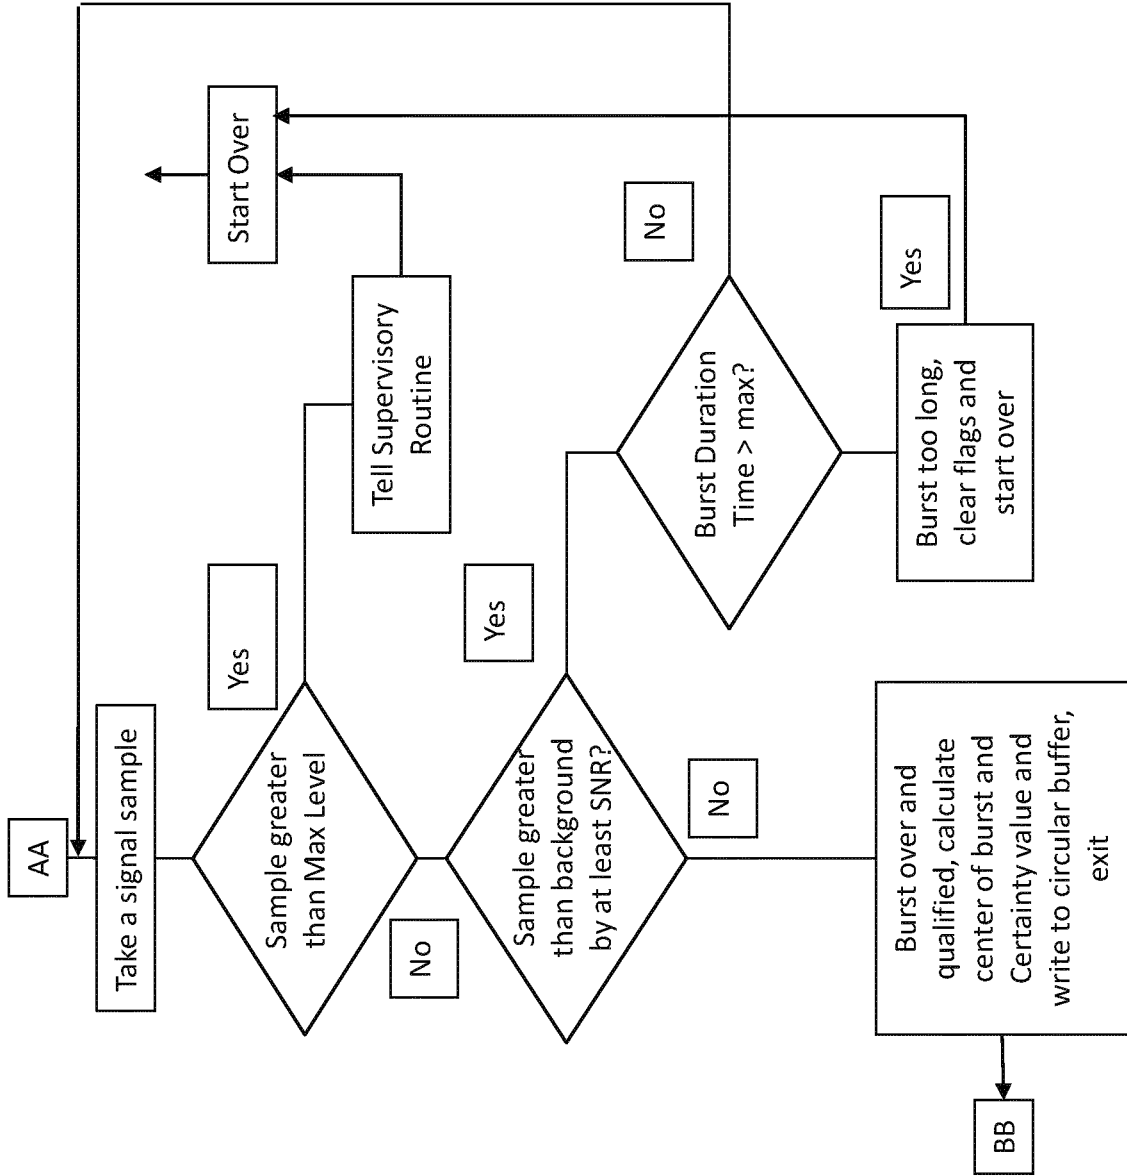 AA
Take a signal sample
Sample greater
than Max Level
Yes
Tell Supervisory
Routine
Start Over
No
Sample greater
than background
by at least SNR?
Yes
Burst Duration
Time > max?
No
Yes
Burst too long,
clear flags and
start over
No
Burst over and
qualified, calculate
center of burst and
Certainty value and
write to circular buffer,
exit
BB